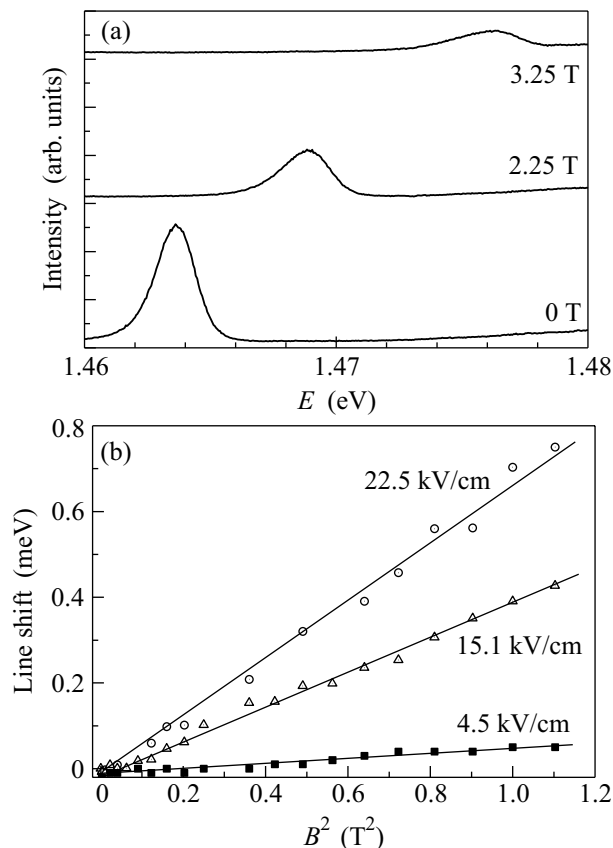 (a)
3.25 T
2.25 T
0 T
Intensity (arb. units)
1.46
1.47
1.48
E (eV)
(b)
0.8
0.6
0.4
0.2
0
Line shift (meV)
22.5 kV/cm
15.1 kV/cm
4.5 kV/cm
0
0.2
0.4
0.6
0.8
1.0
1.2
B² (T²)